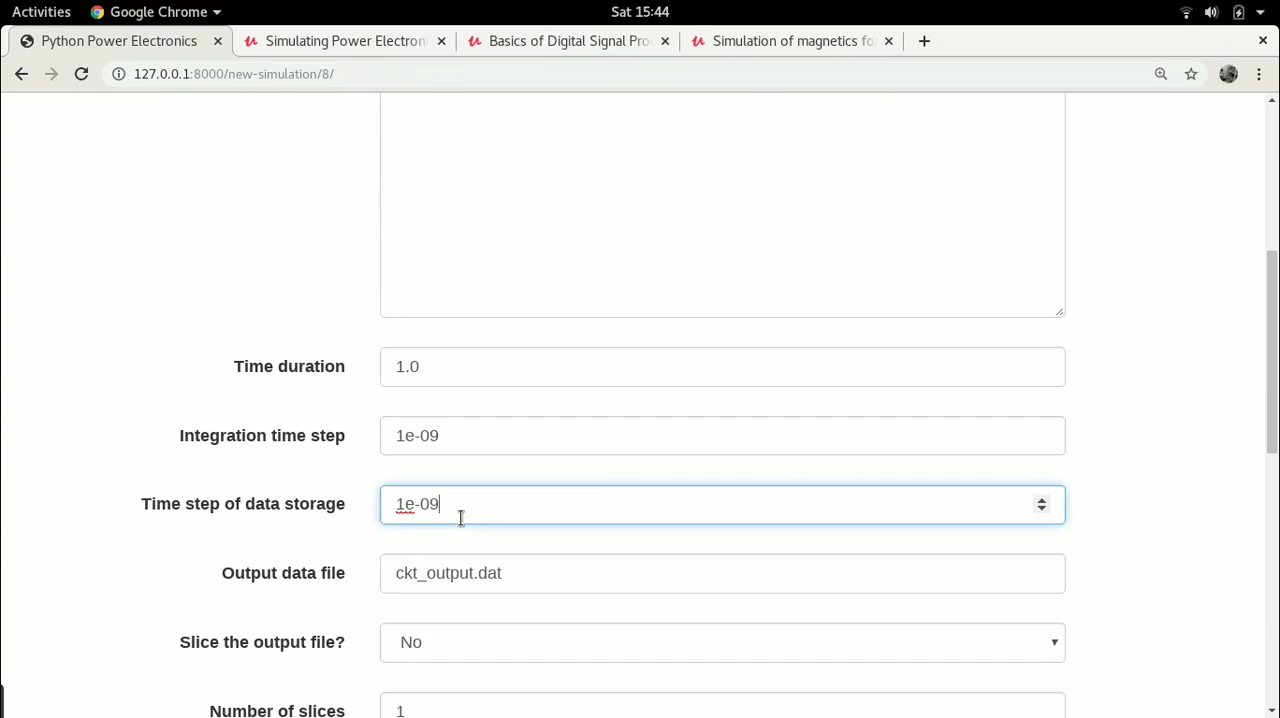 Activities Google Chrome Sat 15:44
Python Power Electronics Simulating Power Electroni Basics of Digital Signal Pro Simulation of magnetics fo
127.0.0.1:8000/new-simulation/8/
Time duration 1.0
Integration time step 1e-09
Time step of data storage 1e-09
Output data file ckt_output.dat
Slice the output file? No
Number of slices 1